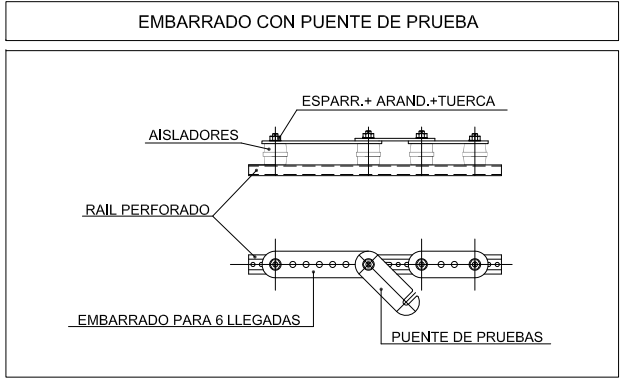 EMBARRADO CON PUENTE DE PRUEBA
ESPARR.+ ARAND.+TUERCA
AISLADORES
RAIL PERFORADO
EMBARRADO PARA 6 LLEGADAS
PUENTE DE PRUEBAS